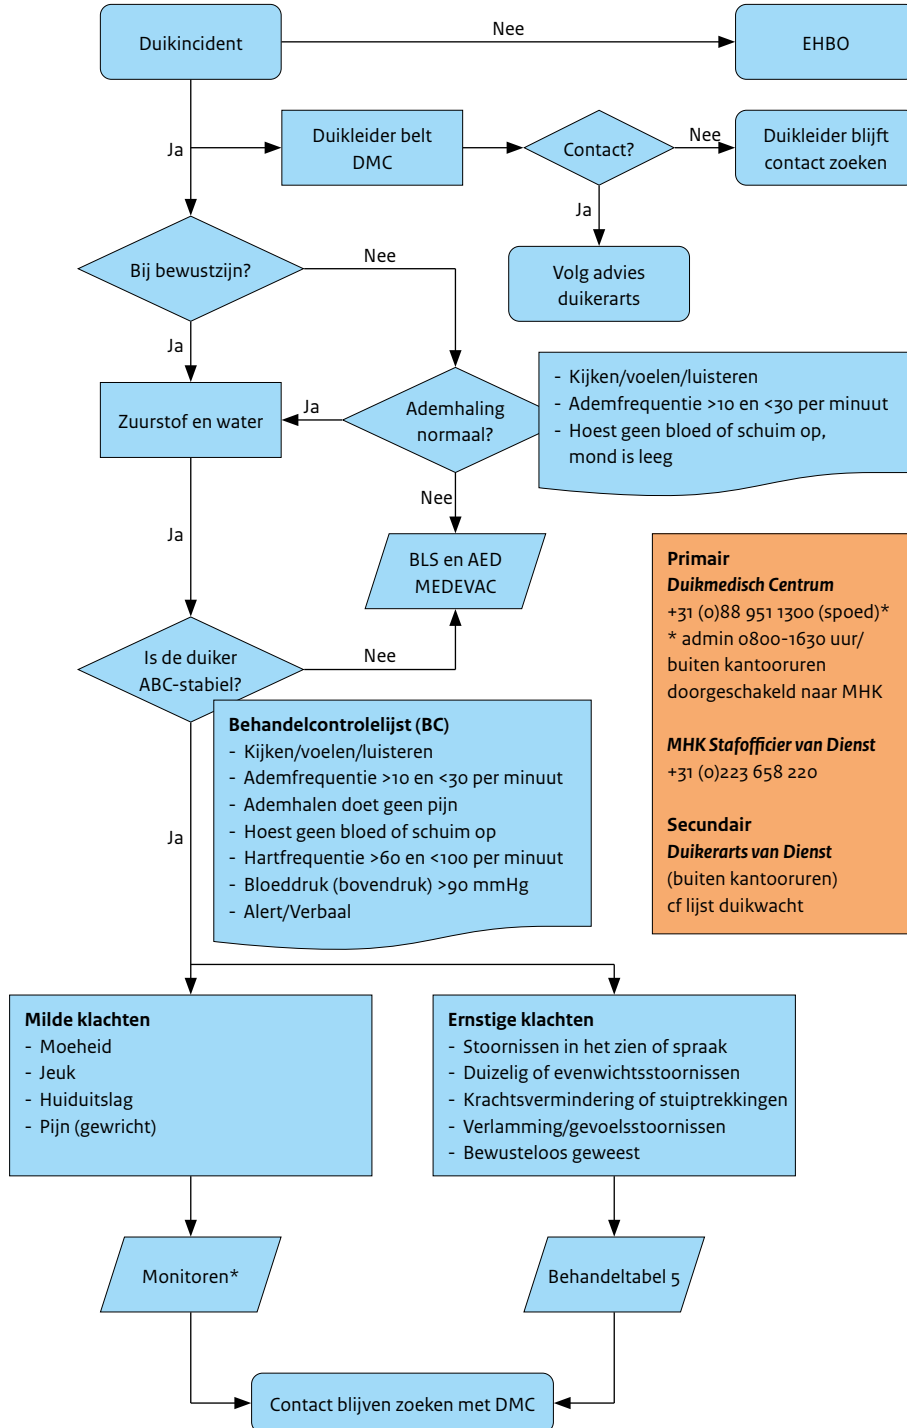 Duikincident
Nee
EHBO
Ja
Duikleider belt
DMC
Contact?
Nee
Duikleider blijft
contact zoeken
Ja
Volg advies
duikerarts
Bij bewustzijn?
Nee
Ja
Zuurstof en water
Ja
Ademhaling
normaal?
- Kijken/voelen/luisteren
- Ademfrequentie >10 en <30 per minuut
- Hoest geen bloed of schuim op,
mond is leeg
Nee
Ja
BLS en AED
MEDEVAC
Is de duiker
ABC-stabiel?
Nee
Primair
Duikmedisch Centrum
+31 (0)88 951 1300 (spoed)*
* admin 0800-1630 uur/
buiten kantooruren
doorgeschakeld naar MHK
MHK Stafofficier van Dienst
+31 (0)223 658 220
Secundair
Duikerarts van Dienst
(buiten kantooruren)
cf lijst duikwacht
Behandelcontrolelijst (BC)
- Kijken/voelen/luisteren
- Ademfrequentie >10 en <30 per minuut
- Ademhalen doet geen pijn
- Hoest geen bloed of schuim op
- Hartfrequentie >60 en <100 per minuut
- Bloeddruk (bovendruk) >90 mmHg
- Alert/Verbaal
Ja
Milde klachten
- Moeheid
- Jeuk
- Huiduitslag
- Pijn (gewricht)
Ernstige klachten
- Stoornissen in het zien of spraak
- Duizelig of evenwichtsstoornissen
- Krachtsvermindering of stuiptrekkingen
- Verlamming/gevoelsstoornissen
- Bewusteloos geweest
Monitoren*
Behandeltabel 5
Contact blijven zoeken met DMC